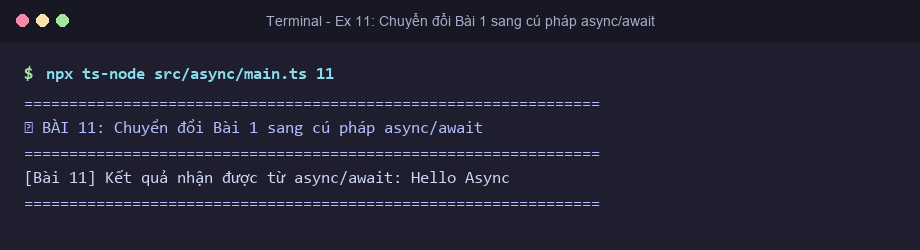 Terminal - Ex 11: Chuyển đổi Bài 1 sang cú pháp async/await
$ npx ts-node src/async/main.ts 11
================================================================
BÀI 11: Chuyển đổi Bài 1 sang cú pháp async/await
================================================================
[Bài 11] Kết quả nhận được từ async/await: Hello Async
================================================================